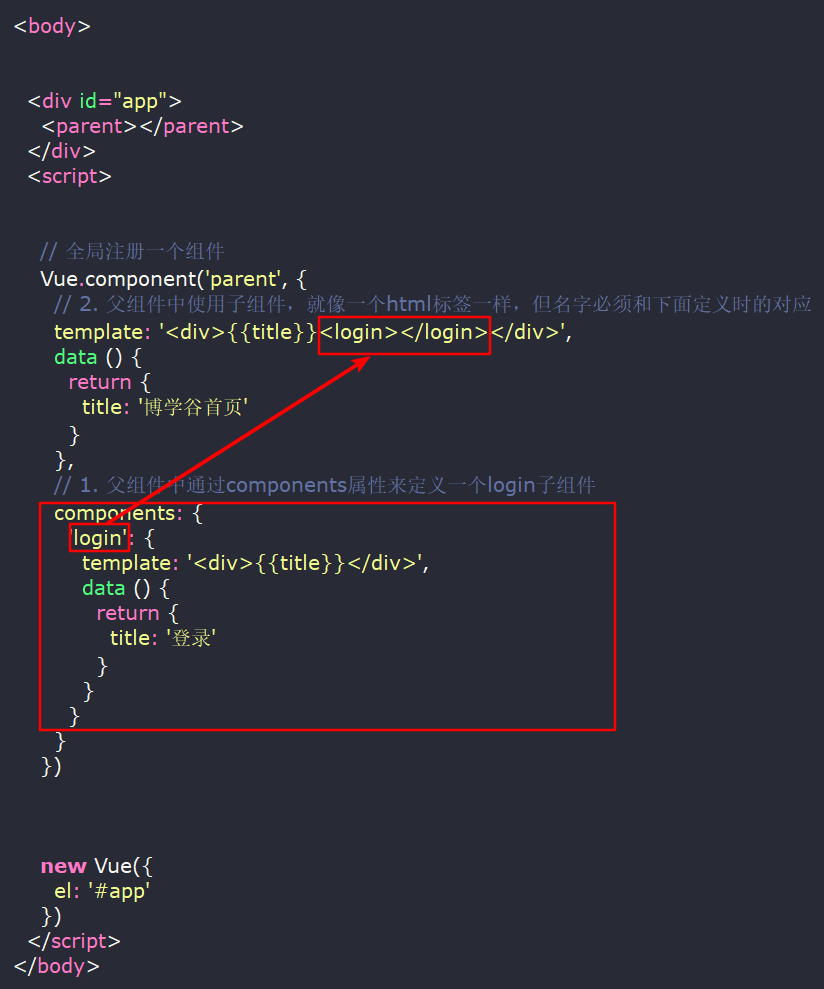 <body>
<div id="app">
<parent></parent>
</div>
<script>
// 全局注册一个组件
Vue.component('parent', {
// 2. 父组件中使用子组件，就像一个html标签一样，但名字必须和下面定义时的对应
template: '<div>{{title}}<login></login></div>',
data () {
return {
title: '博学谷首页'
}
},
// 1. 父组件中通过components属性来定义一个login子组件
components: {
'login': {
template: '<div>{{title}}</div>',
data () {
return {
title: '登录'
}
}
}
}
})
new Vue({
el: '#app'
})
</script>
</body>